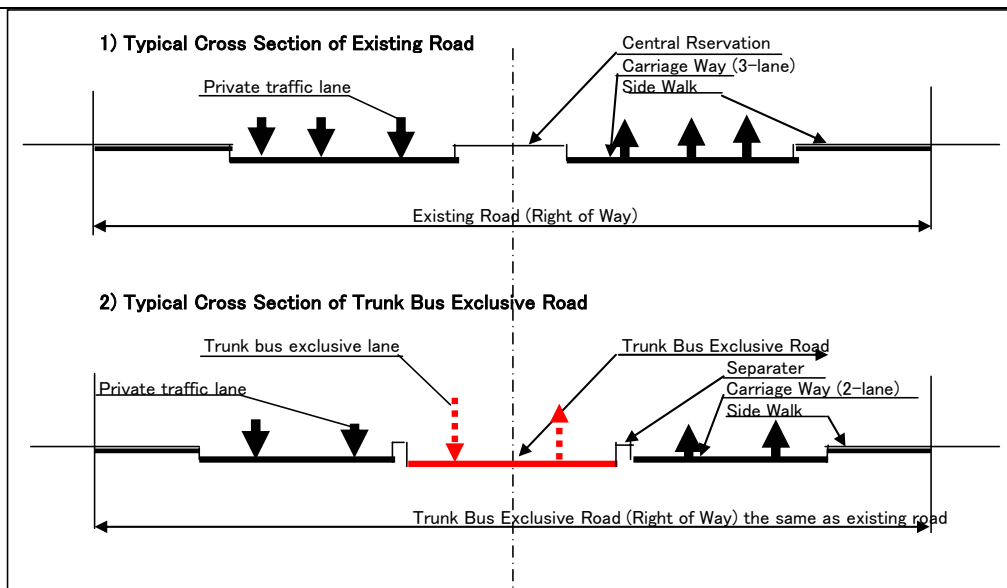 1) Typical Cross Section of Existing Road
Central Rservation
Carriage Way (3-lane)
Private traffic lane
Side Walk
Existing Road (Right of Way)
2) Typical Cross Section of Trunk Bus Exclusive Road
Trunk bus exclusive lane
Trunk Bus Exclusive Road
Separater
Private traffic lane
Carriage Way (2-lane)
Side Walk
Trunk Bus Exclusive Road (Right of Way) the same as existing road